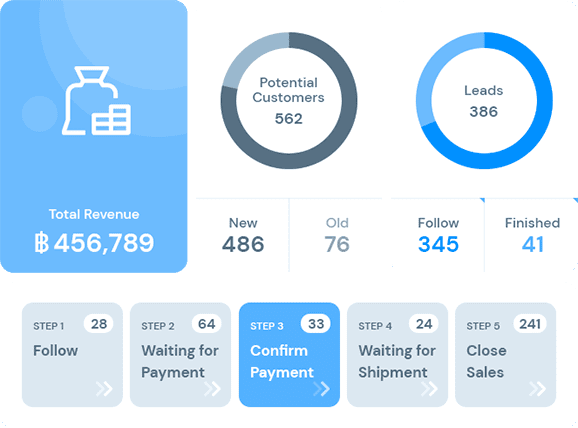 Total Revenue
฿ 456,789
Potential
Customers
562
New
486
Old
76
Leads
386
Follow
345
Finished
41
STEP 1
28
Follow
STEP 2
64
Waiting for
Payment
STEP 3
33
Confirm
Payment
STEP 4
24
Waiting for
Shipment
STEP 5
241
Close
Sales